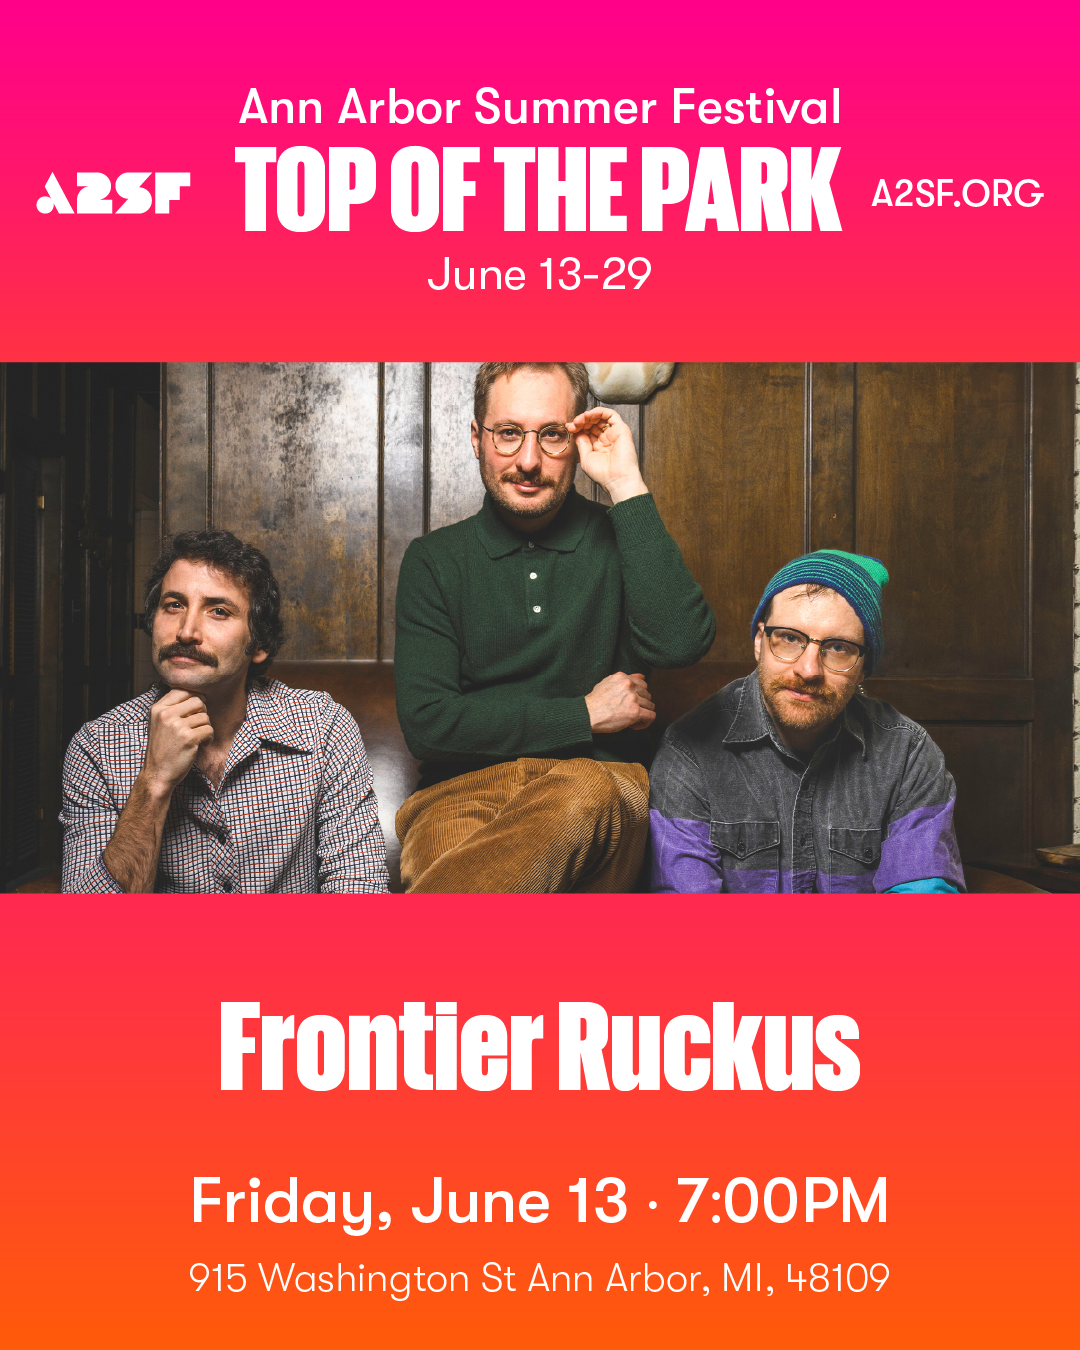 Ann Arbor Summer Festival
A2SF
TOP OF THE PARK
A2SF.ORG
June 13-29
Frontier Ruckus
Friday, June 13 · 7:00PM
915 Washington St Ann Arbor, MI, 48109